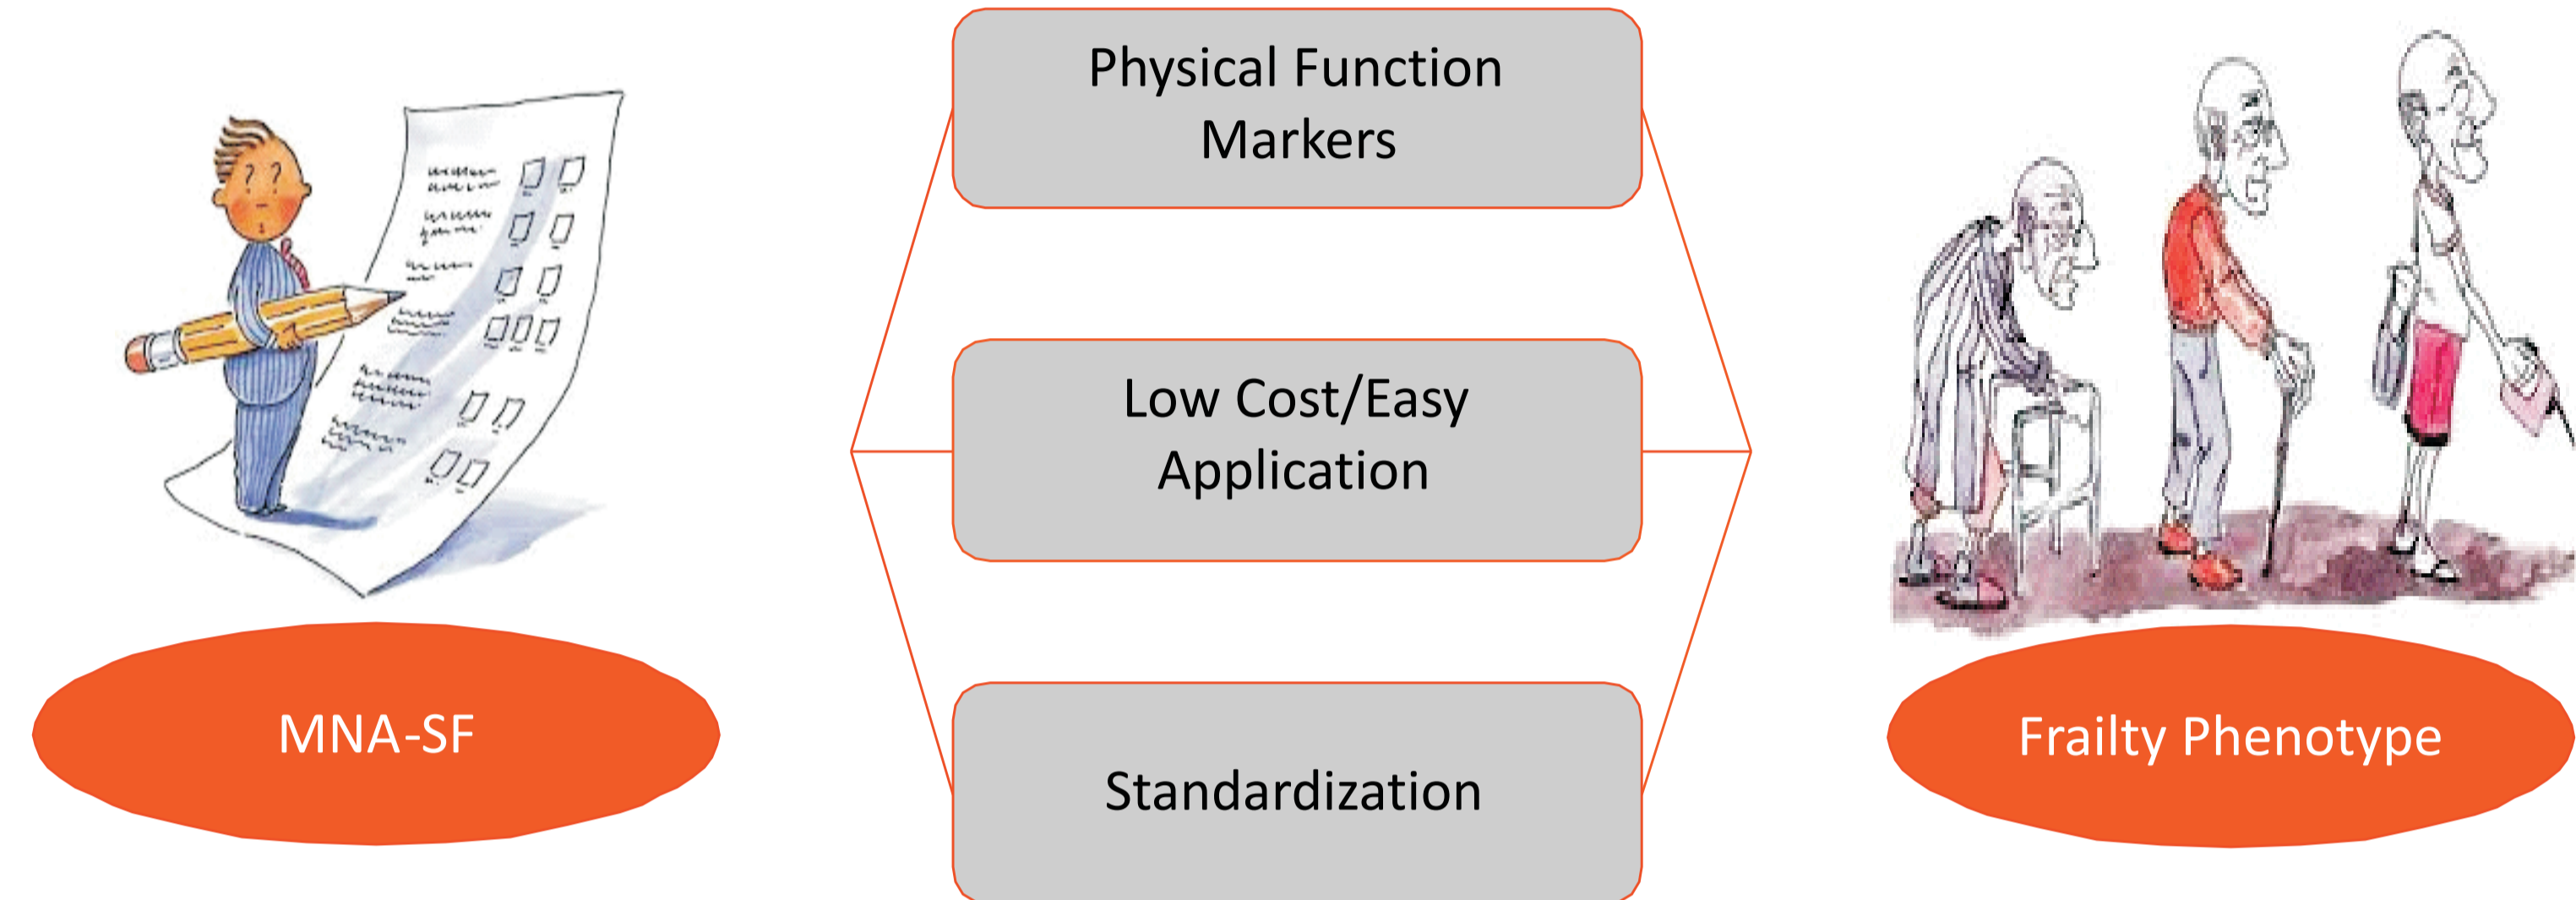 Physical Function
Markers
Low Cost/Easy
Application
Standardization
MNA-SF
Frailty Phenotype